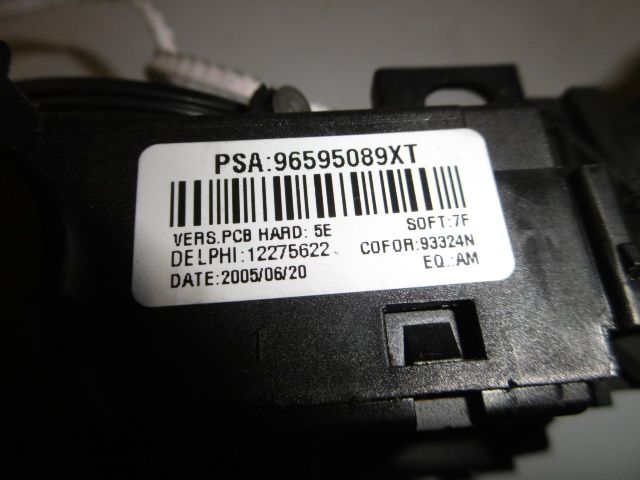 PSA:96595089XT
VERS.PCB HARD: 5E SOFT:7F
DELPHI:12275622 COFOR:93324N
DATE:2005/06/20 EQ.:AM